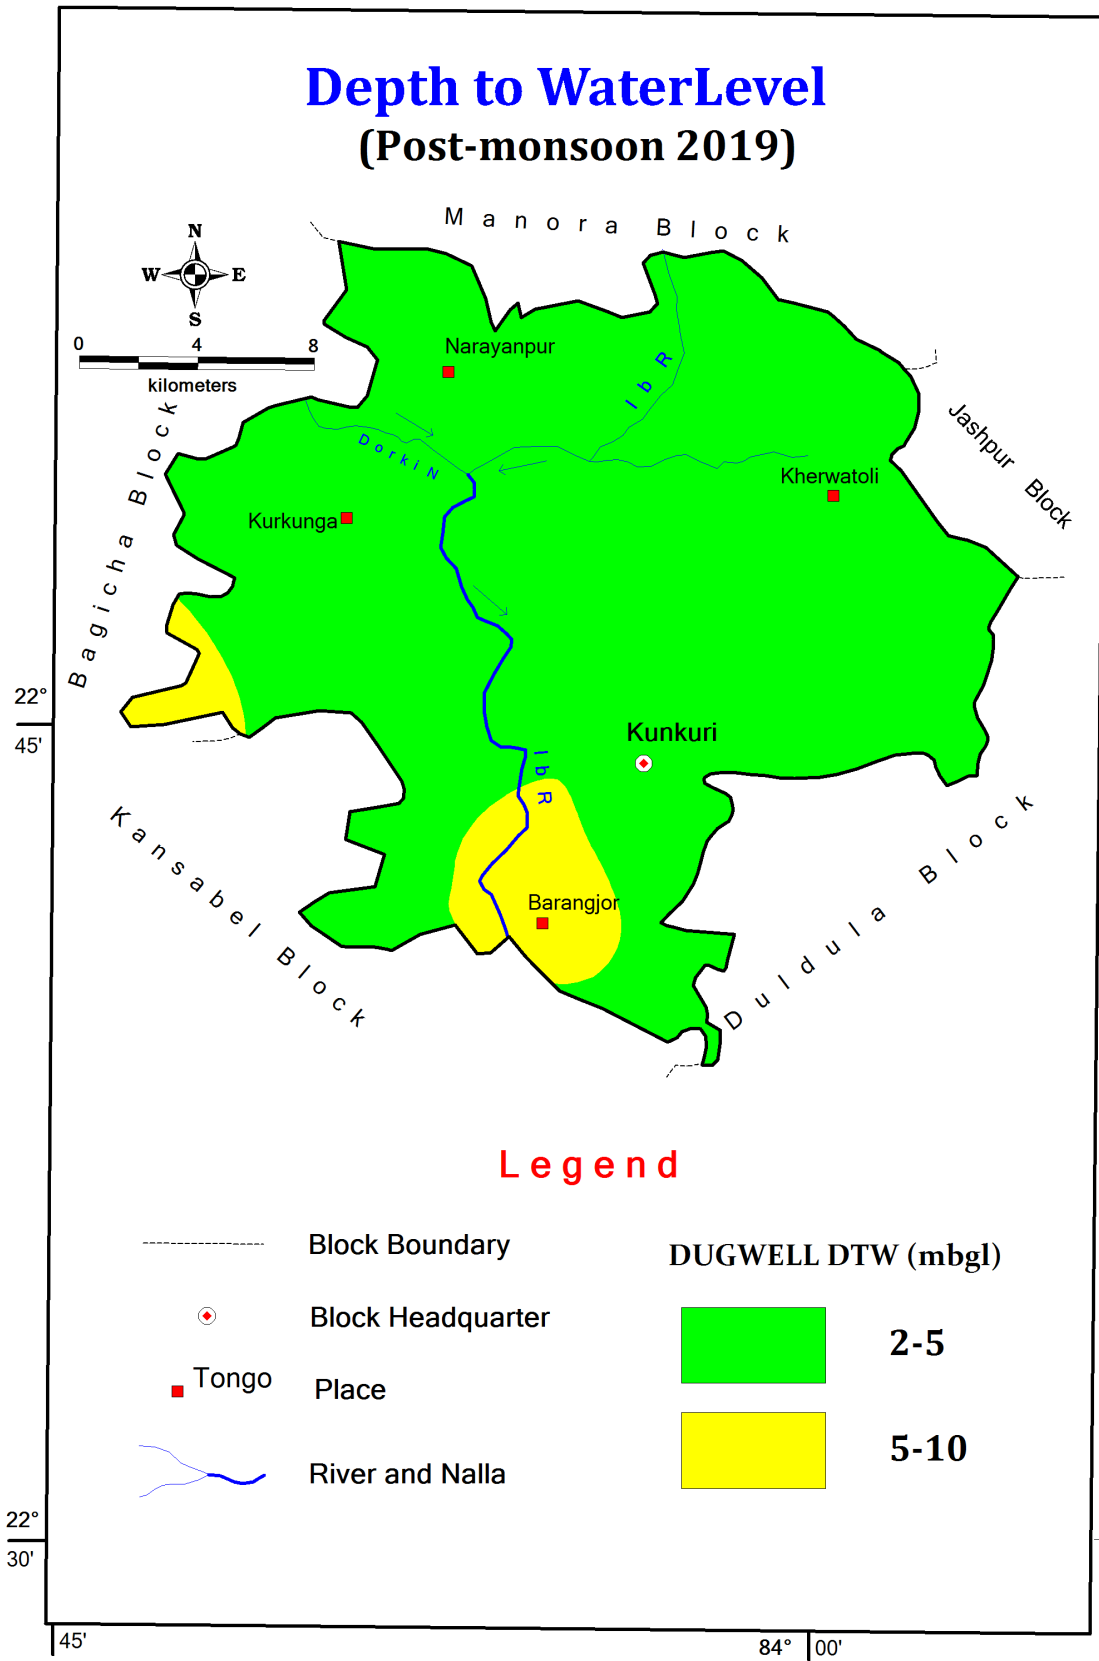 Depth to WaterLevel
(Post-monsoon 2019)
Manora Block
N
W E
S
0 4 8
kilometers
Narayanpur
Ib R
Bagicha Block
Jashpur Block
Dorki N
Kherwatoli
Kurkunga
22°
45'
Kunkuri
Ib R
Kansabel Block
Duldula Block
Barangjor
Legend
Block Boundary
DUGWELL DTW (mbgl)
Block Headquarter
2-5
Tongo
Place
5-10
River and Nalla
22°
30'
45'
84° 00'